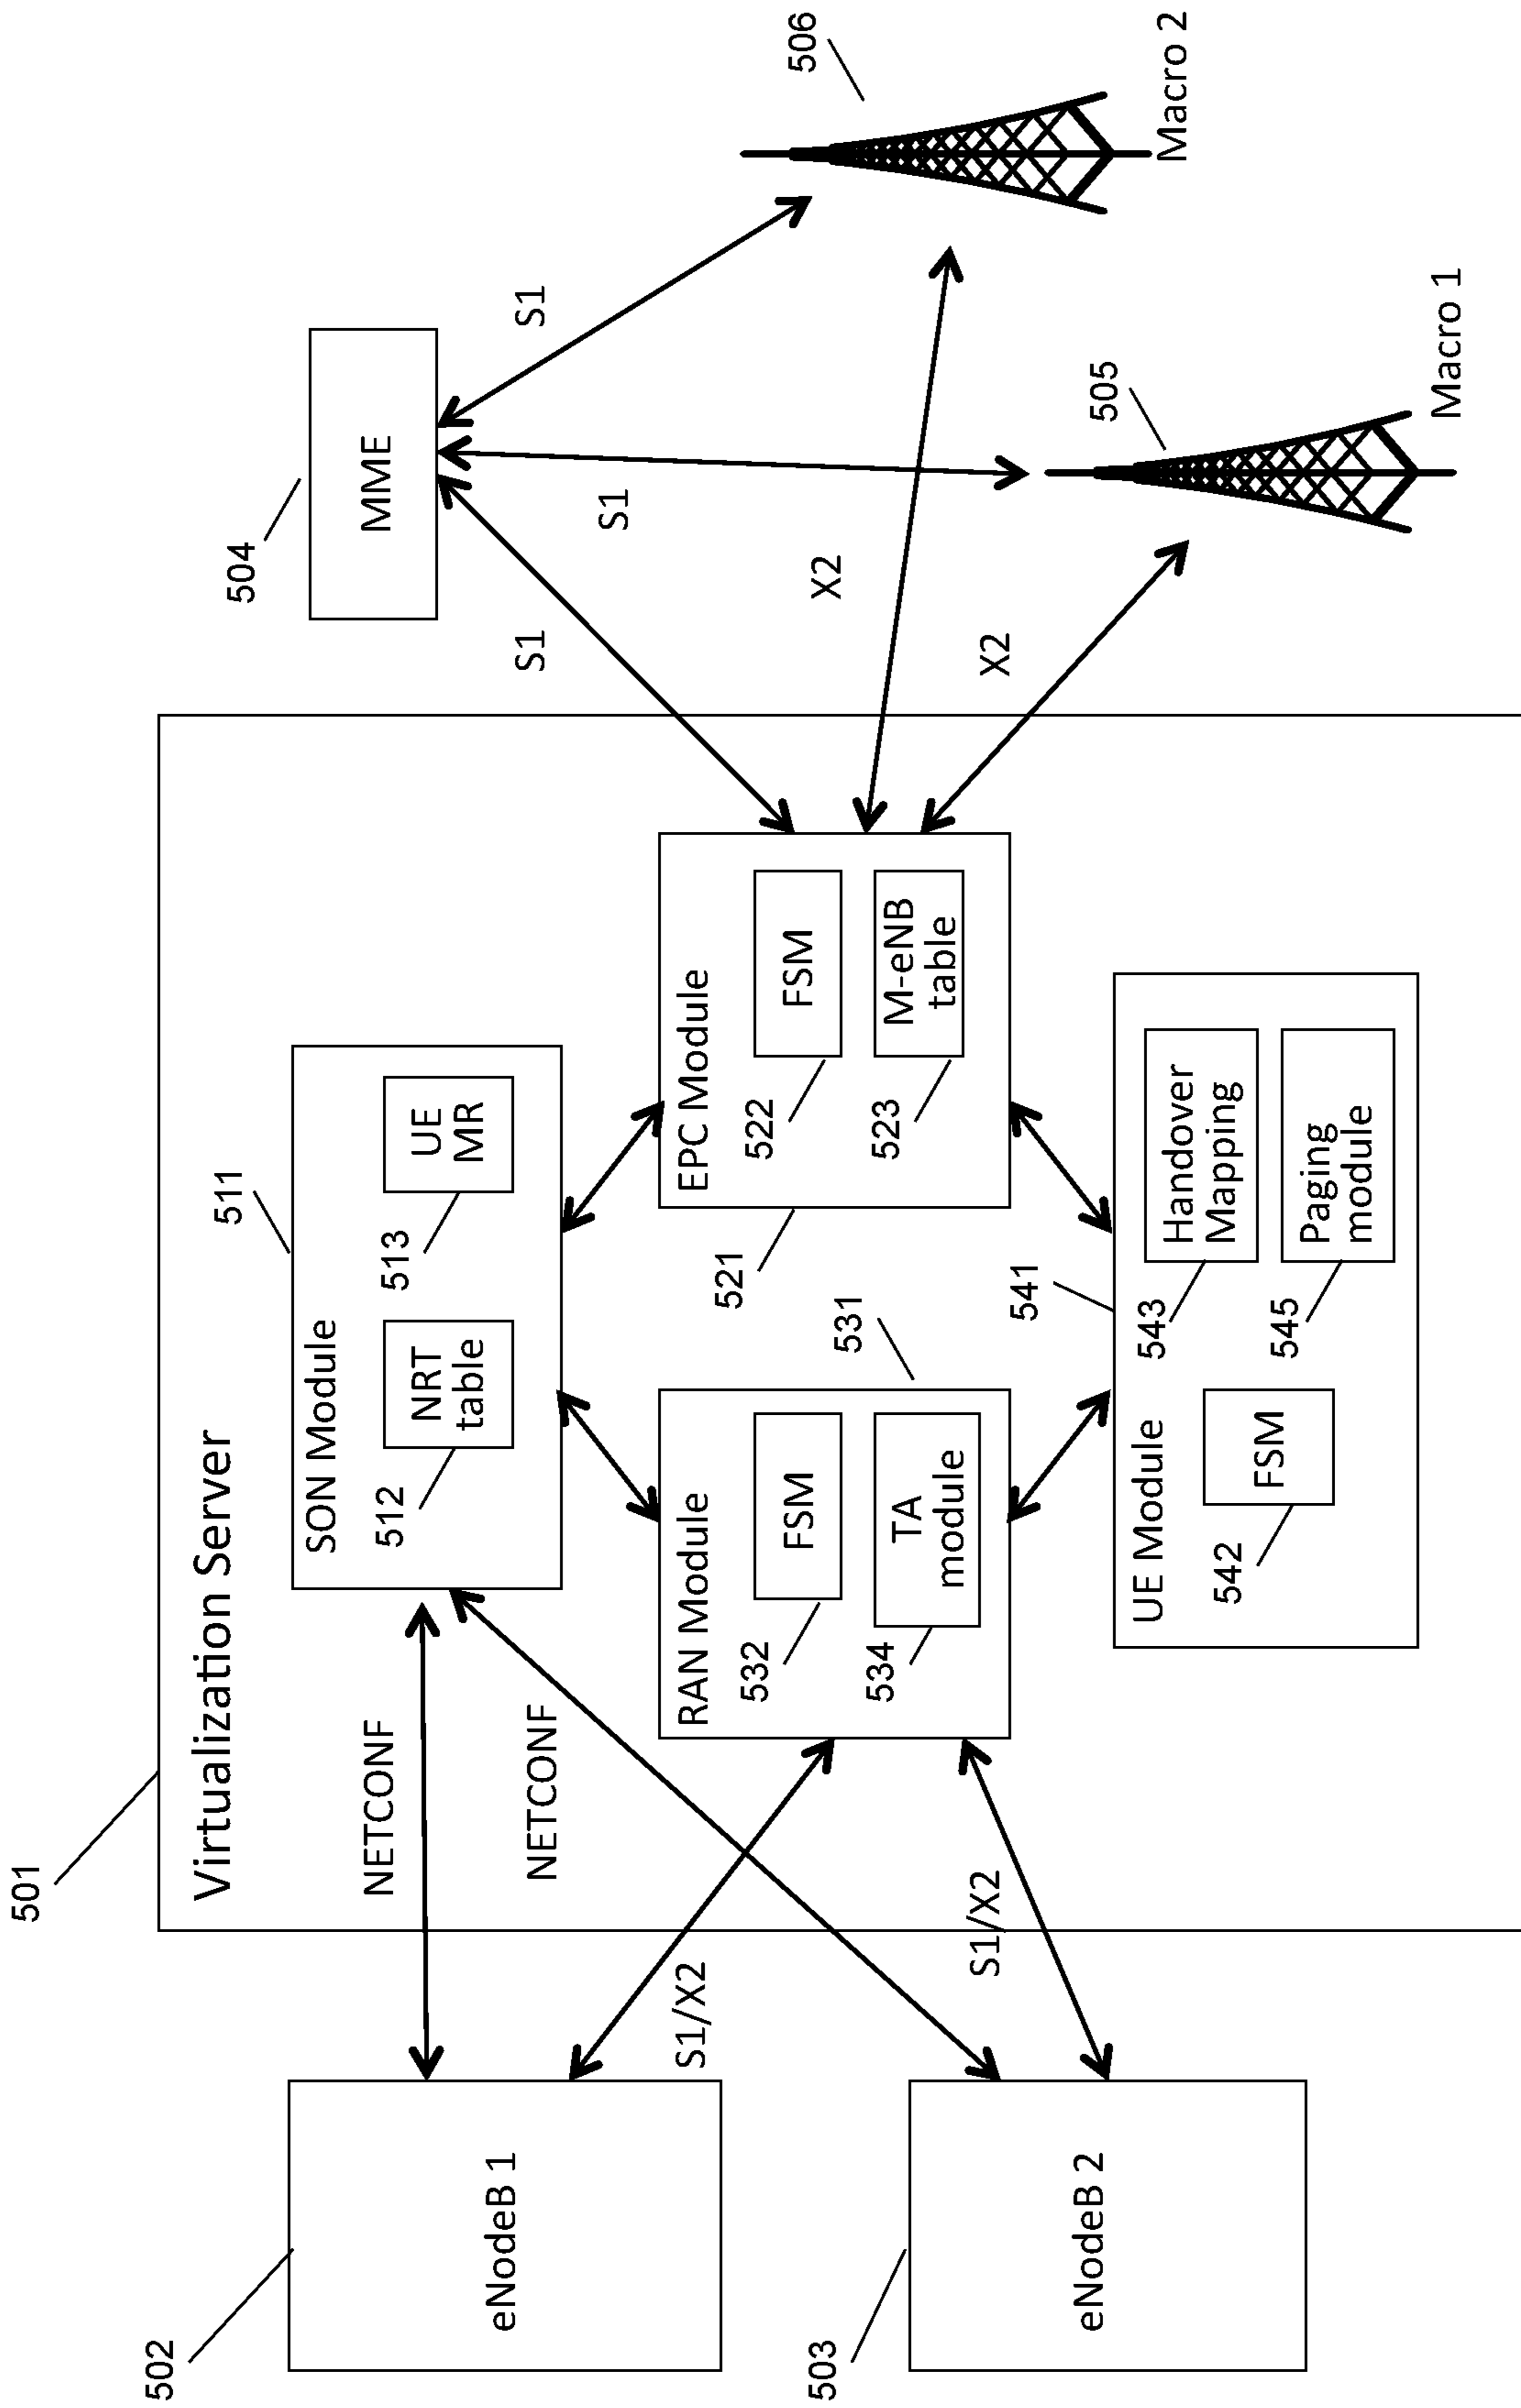 501
Virtualization Server
502
eNodeB 1
503
eNodeB 2
NETCONF
NETCONF
S1/X2
S1/X2
511
SON Module
512
NRT
table
513
UE
MR
531
RAN Module
532
FSM
534
TA
module
521
EPC Module
522
FSM
523
M-eNB
table
541
UE Module
542
FSM
543
Handover
Mapping
545
Paging
module
504
MME
S1
S1
S1
X2
X2
505
Macro 1
506
Macro 2